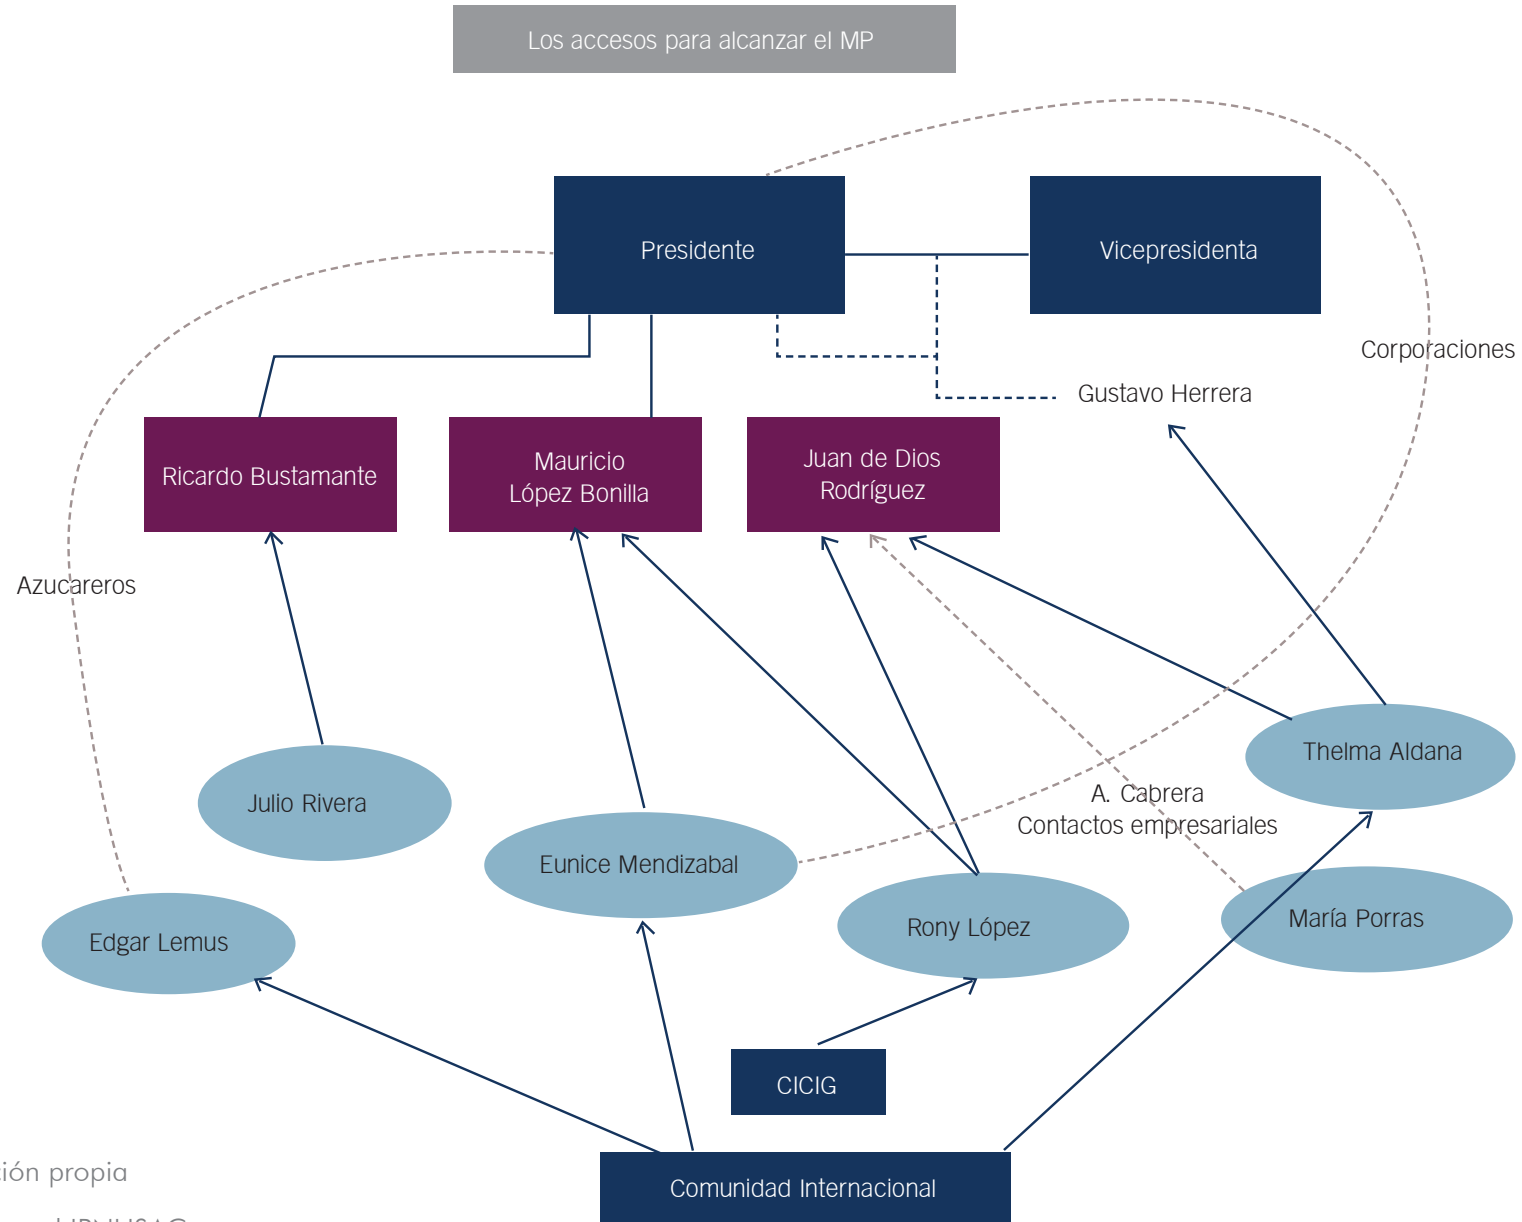 Los accesos para alcanzar el MP
Presidente
Vicepresidenta
Corporaciones
Gustavo Herrera
Ricardo Bustamante
Mauricio
López Bonilla
Juan de Dios
Rodríguez
Azucareros
Thelma Aldana
Julio Rivera
A. Cabrera
Contactos empresariales
Eunice Mendizabal
María Porras
Rony López
Edgar Lemus
CICIG
propia
Comunidad Internacional